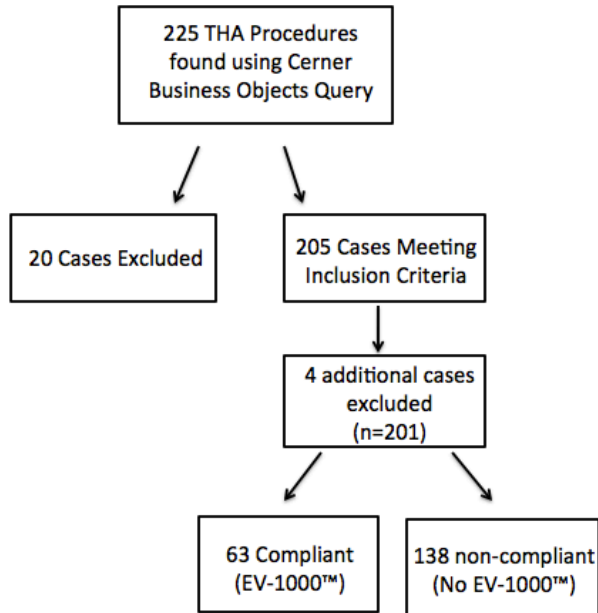 225 THA Procedures
found using Cerner
Business Objects Query
20 Cases Excluded
205 Cases Meeting
Inclusion Criteria
4 additional cases
excluded
(n=201)
63 Compliant
(EV-1000™)
138 non-compliant
(No EV-1000™)